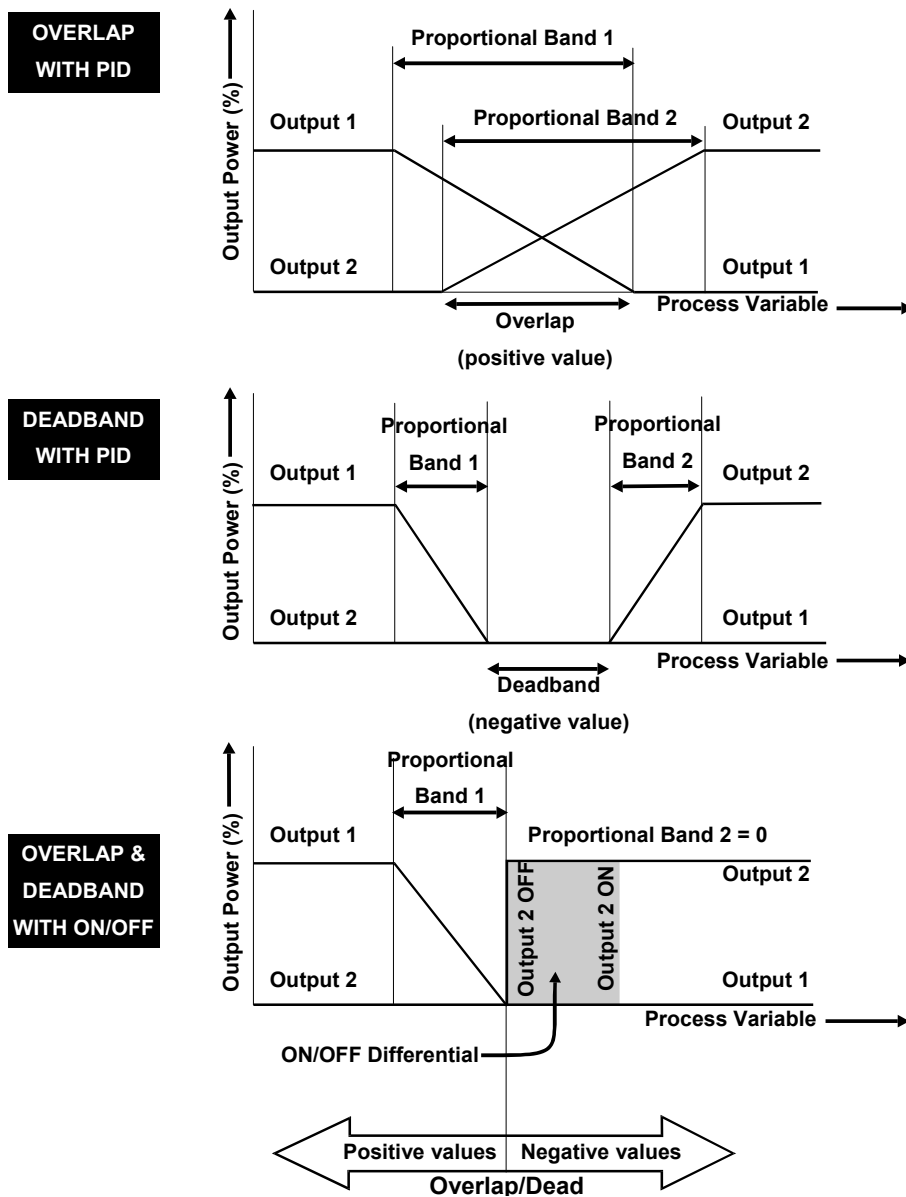 OVERLAP
WITH PID
Output Power (%)
Proportional Band 1
Output 1
Proportional Band 2
Output 2
Output 2
Output 1
Process Variable
Overlap
(positive value)
DEADBAND
WITH PID
Output Power (%)
Proportional
Band 1
Proportional
Band 2
Output 1
Output 2
Output 2
Output 1
Process Variable
Deadband
(negative value)
OVERLAP &
DEADBAND
WITH ON/OFF
Output Power (%)
Proportional
Band 1
Output 1
Proportional Band 2 = 0
Output 2 OFF
Output 2 ON
Output 2
Output 2
Output 1
Process Variable
ON/OFF Differential
Positive values
Negative values
Overlap/Dead